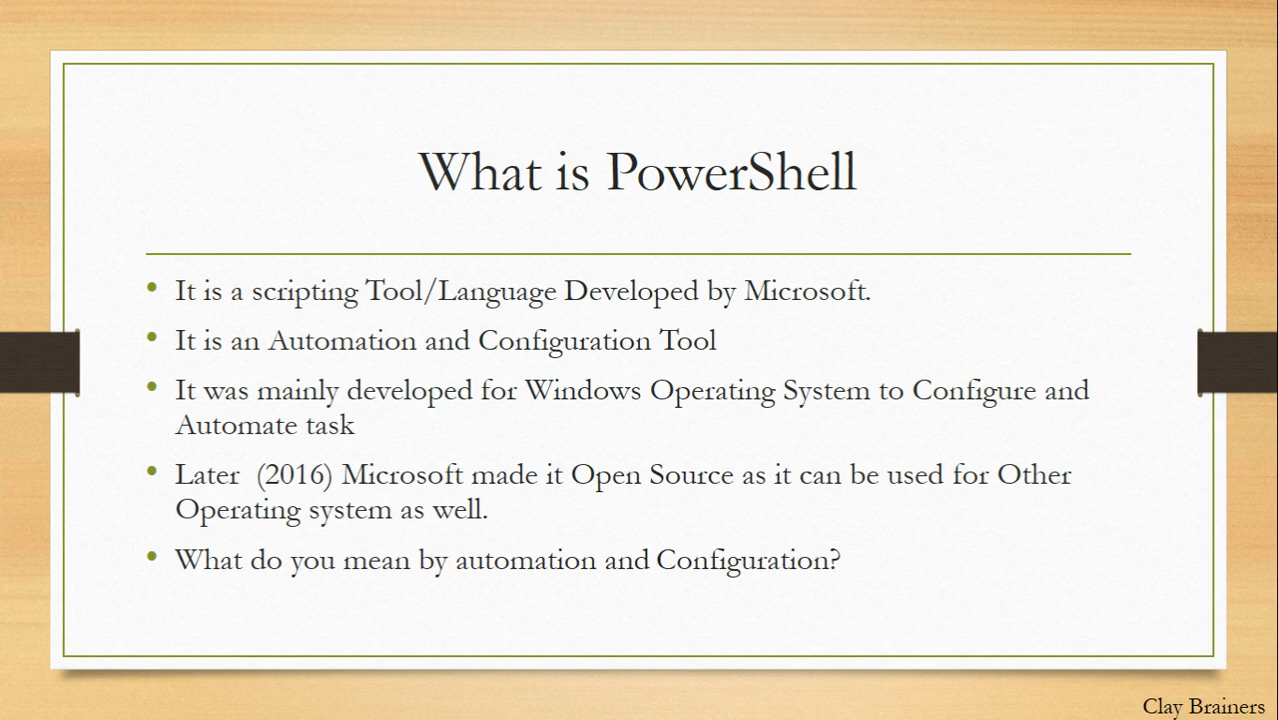 What is PowerShell
• It is a scripting Tool/Language Developed by Microsoft.
• It is an Automation and Configuration Tool
• It was mainly developed for Windows Operating System to Configure and
Automate task
• Later  (2016) Microsoft made it Open Source as it can be used for Other
Operating system as well.
• What do you mean by automation and Configuration?
Clay Brainers